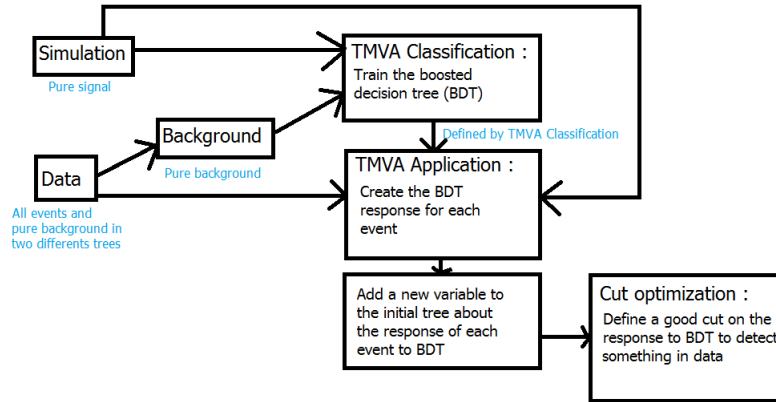 Simulation
Pure signal
TMVA Classification :
Train the boosted
decision tree (BDT)
Defined by TMVA Classification
Background
Pure background
Data
All events and
pure background in
two differents trees
TMVA Application :
Create the BDT
response for each
event
Add a new variable to
the initial tree about
the response of each
event to BDT
Cut optimization :
Define a good cut on the
response to BDT to detect
something in data